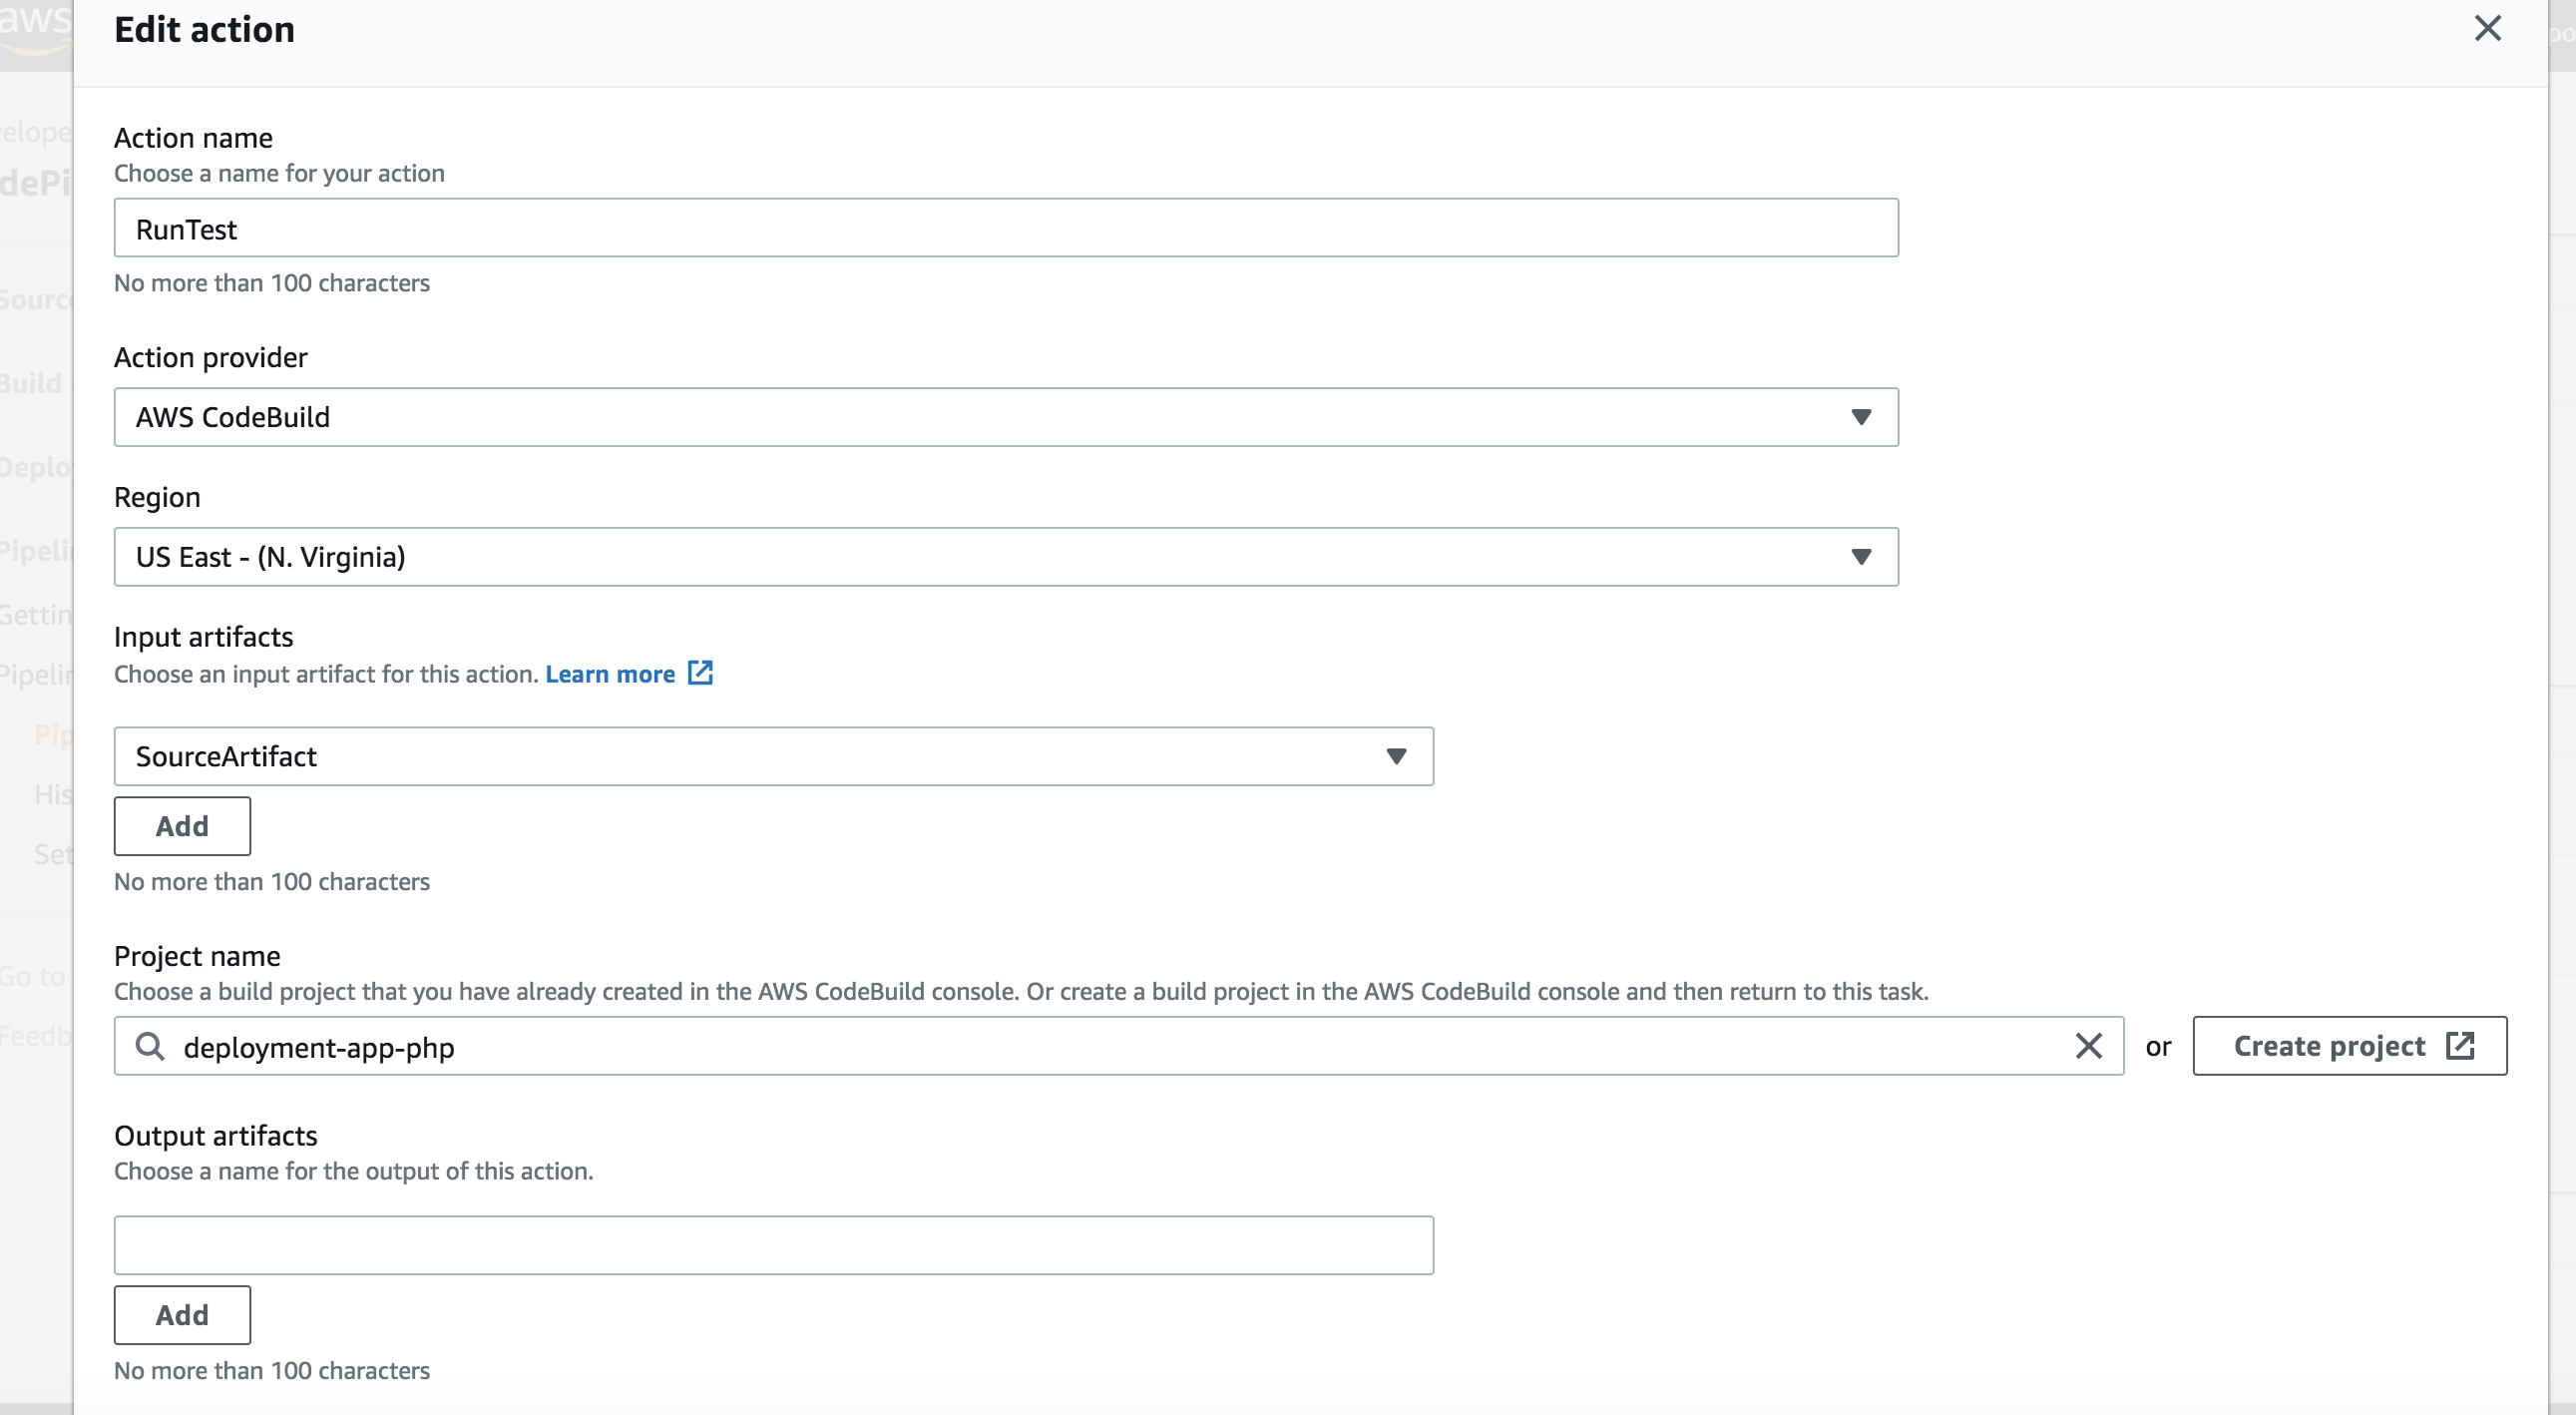 aws
Edit action
Action name
Choose a name for your action
RunTest
No more than 100 characters
Action provider
AWS CodeBuild
Region
US East - (N. Virginia)
Input artifacts
Choose an input artifact for this action. Learn more
SourceArtifact
Add
No more than 100 characters
Project name
Choose a build project that you have already created in the AWS CodeBuild console. Or create a build project in the AWS CodeBuild console and then return to this task.
deployment-app-php
or
Create project
Output artifacts
Choose a name for the output of this action.
Add
No more than 100 characters
Build
Go to